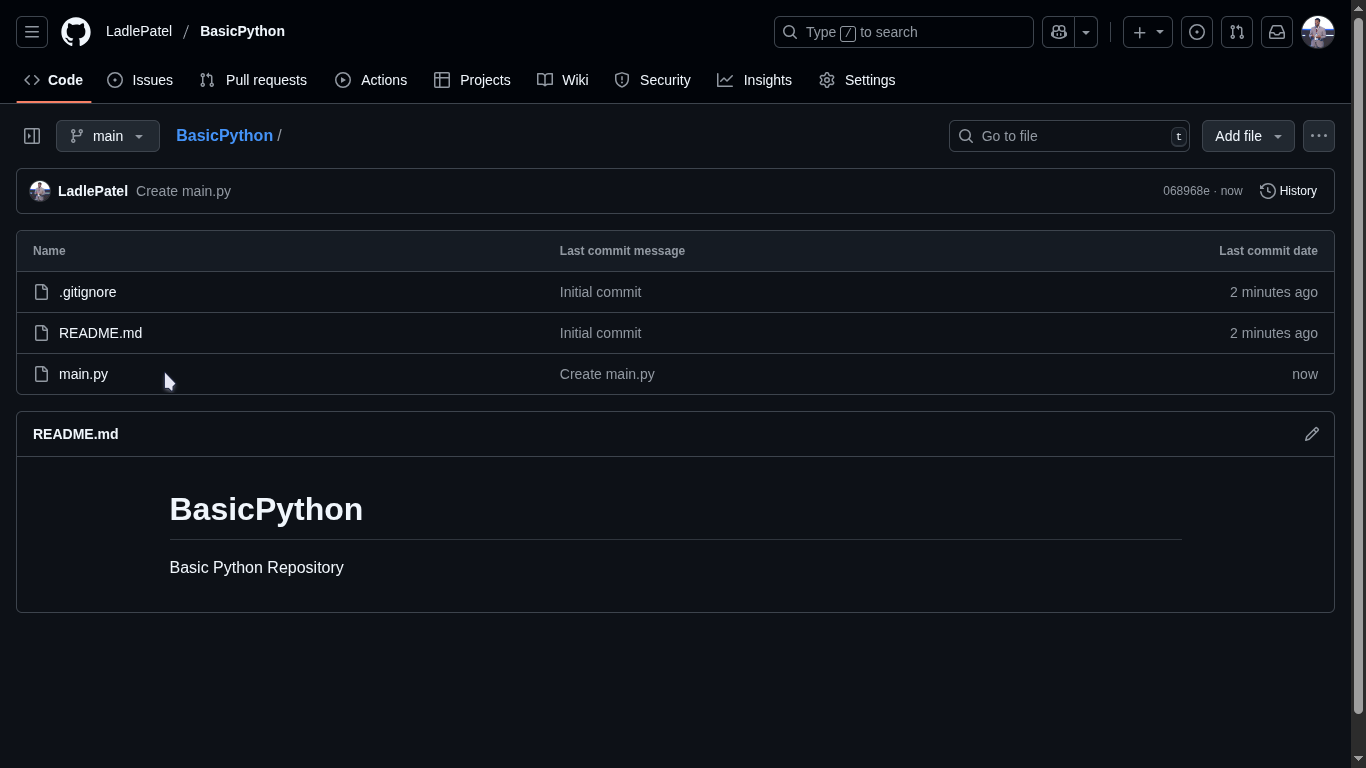 LadlePatel / BasicPython Type / to search
Code Issues Pull requests Actions Projects Wiki Security Insights Settings
main BasicPython / Go to file t Add file
LadlePatel Create main.py 068968e · now History
Name Last commit message Last commit date
.gitignore Initial commit 2 minutes ago
README.md Initial commit 2 minutes ago
main.py Create main.py now
README.md
BasicPython
Basic Python Repository